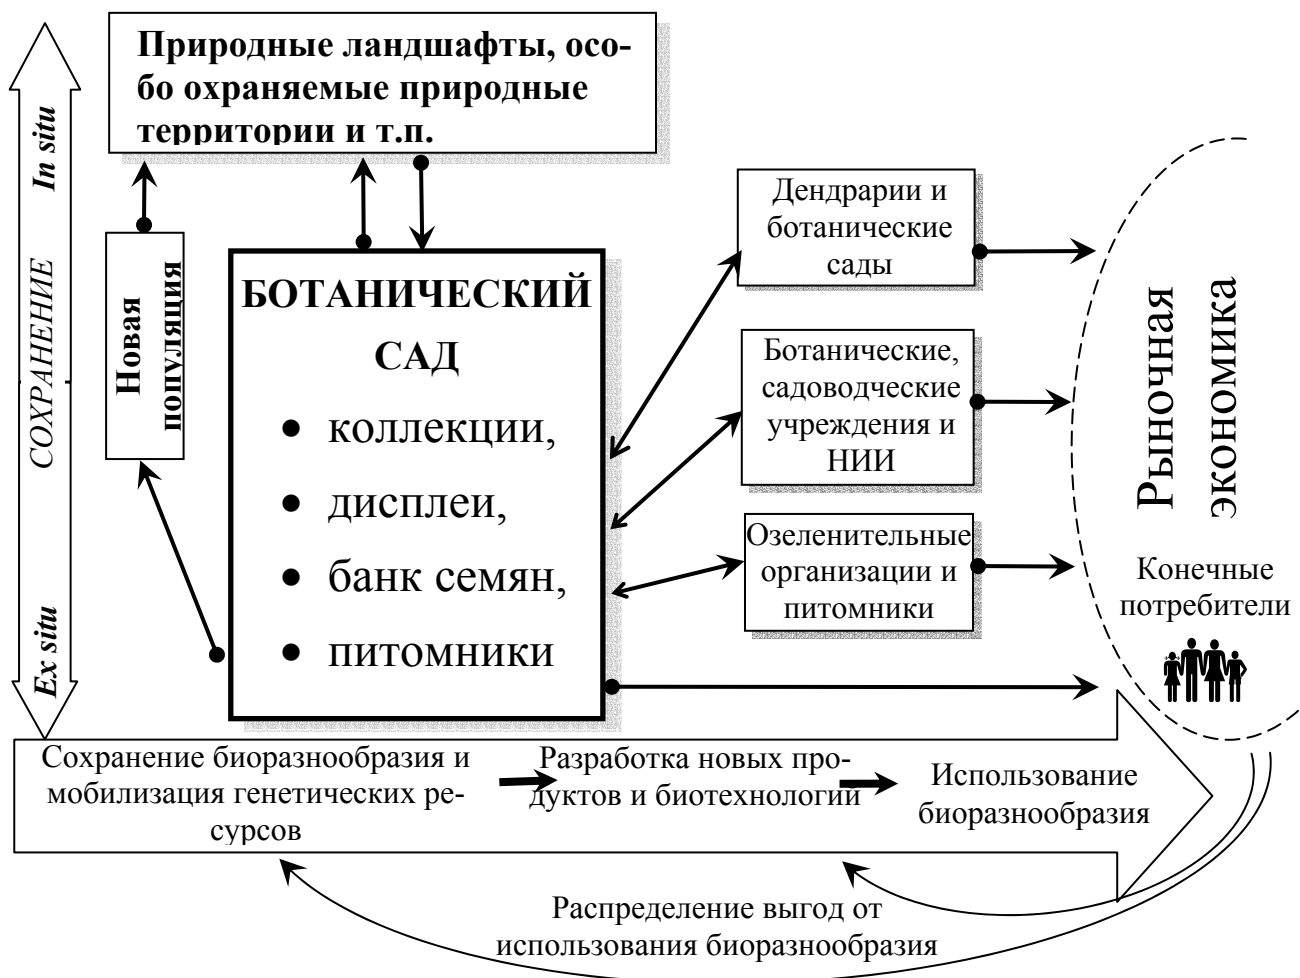 Природные ландшафты, осо-
бо охраняемые природные
территории и т.п.
In situ
СОХРАНЕНИЕ
Ex situ
Новая
популяция
БОТАНИЧЕСКИЙ
САД
• коллекции,
• дисплеи,
• банк семян,
• питомники
Дендрарии и
ботанические
сады
Ботанические,
садоводческие
учреждения и
НИИ
Озеленительные
организации и
питомники
Рыночная
экономика
Конечные
потребители
Сохранение биоразнообразия и
мобилизация генетических ре-
сурсов
Разработка новых про-
дуктов и биотехнологий
Использование
биоразнообразия
Распределение выгод от
использования биоразнообразия